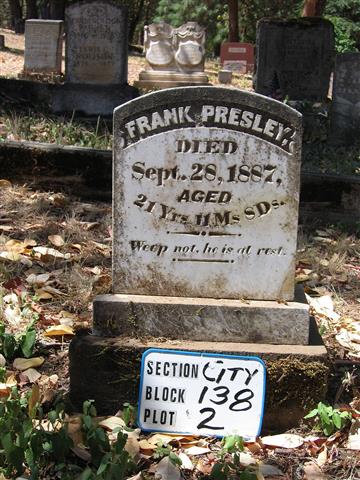 FRANK PRESLEY
DIED
Sept. 28, 1887,
AGED
21 Yrs. 11 Ms 8 Ds.
Weep not, he is at rest.
SECTION CITY
BLOCK 138
PLOT 2